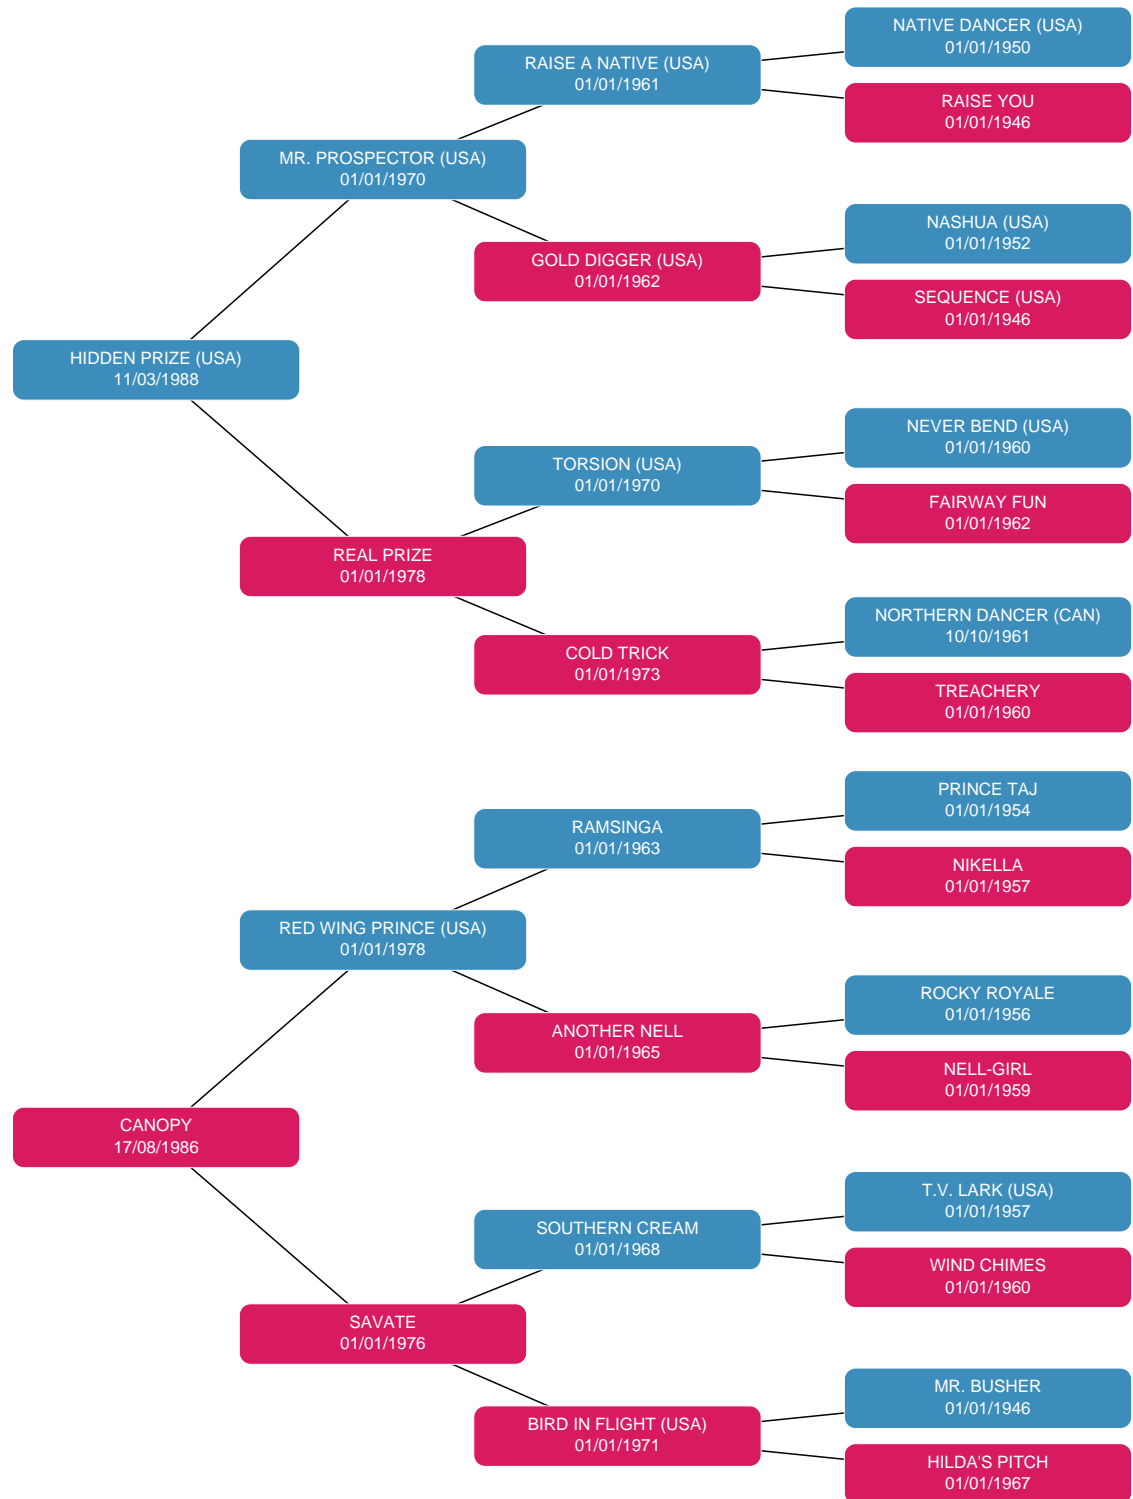 NATIVE DANCER (USA)
01/01/1950
RAISE A NATIVE (USA)
01/01/1961
RAISE YOU
01/01/1946
MR. PROSPECTOR (USA)
01/01/1970
NASHUA (USA)
01/01/1952
GOLD DIGGER (USA)
01/01/1962
SEQUENCE (USA)
01/01/1946
HIDDEN PRIZE (USA)
11/03/1988
NEVER BEND (USA)
01/01/1960
TORSION (USA)
01/01/1970
FAIRWAY FUN
01/01/1962
REAL PRIZE
01/01/1978
NORTHERN DANCER (CAN)
10/10/1961
COLD TRICK
01/01/1973
TREACHERY
01/01/1960
PRINCE TAJ
01/01/1954
RAMSINGA
01/01/1963
NIKELLA
01/01/1957
RED WING PRINCE (USA)
01/01/1978
ROCKY ROYALE
01/01/1956
ANOTHER NELL
01/01/1965
NELL-GIRL
01/01/1959
CANOPY
17/08/1986
T.V. LARK (USA)
01/01/1957
SOUTHERN CREAM
01/01/1968
WIND CHIMES
01/01/1960
SAVATE
01/01/1976
MR. BUSHER
01/01/1946
BIRD IN FLIGHT (USA)
01/01/1971
HILDA'S PITCH
01/01/1967